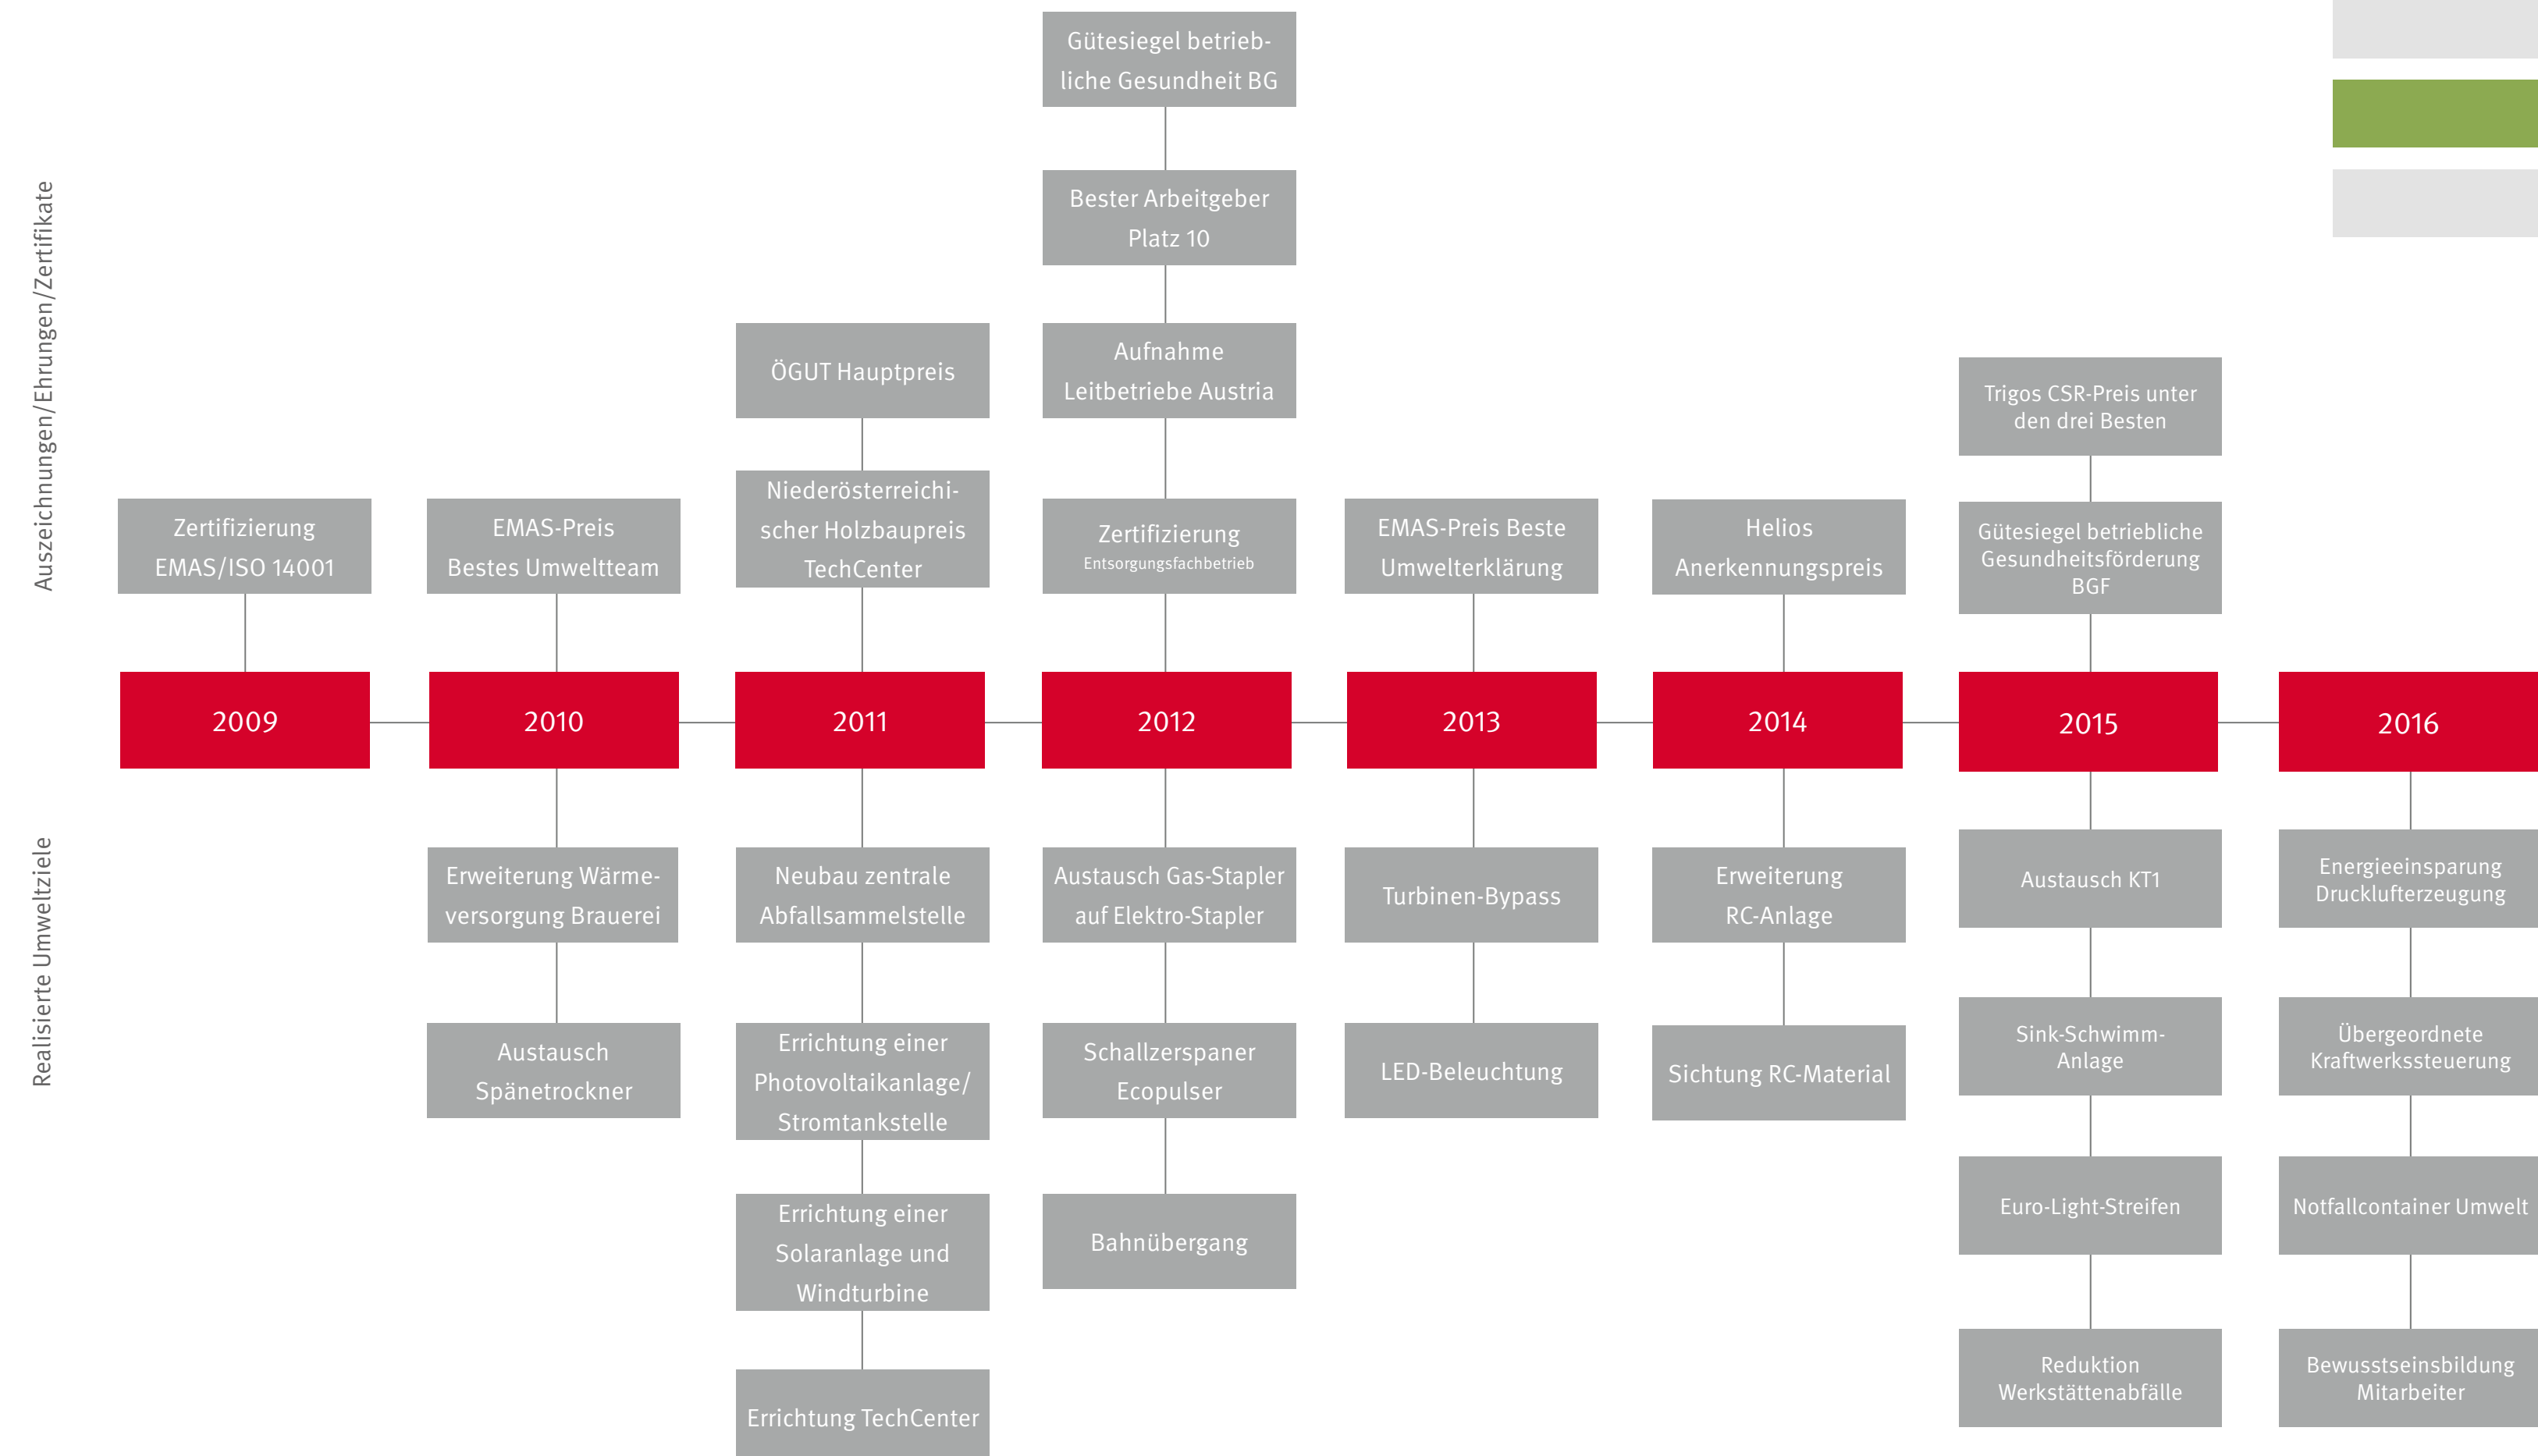 Auszeichnungen/Ehrungen/Zertifikate
Gütesiegel betrieb-
liche Gesundheit BG
Bester Arbeitgeber
Platz 10
ÖGUT Hauptpreis
Aufnahme
Leitbetriebe Austria
Trigos CSR-Preis unter
den drei Besten
Zertifizierung
EMAS/ISO 14001
EMAS-Preis
Bestes Umweltteam
Niederösterreichi-
scher Holzbaupreis
TechCenter
Zertifizierung
Entsorgungsfachbetrieb
EMAS-Preis Beste
Umwelterklärung
Helios
Anerkennungspreis
Gütesiegel betriebliche
Gesundheitsförderung
BGF
2009
2010
2011
2012
2013
2014
2015
2016
Realisierte Umweltziele
Erweiterung Wärme-
versorgung Brauerei
Neubau zentrale
Abfallsammelstelle
Austausch Gas-Stapler
auf Elektro-Stapler
Turbinen-Bypass
Erweiterung
RC-Anlage
Austausch KT1
Energieeinsparung
Drucklufterzeugung
Austausch
Spänetrockner
Errichtung einer
Photovoltaikanlage/
Stromtankstelle
Schallzerspaner
Ecopulser
LED-Beleuchtung
Sichtung RC-Material
Sink-Schwimm-
Anlage
Übergeordnete
Kraftwerkssteuerung
Errichtung einer
Solaranlage und
Windturbine
Bahnübergang
Euro-Light-Streifen
Notfallcontainer Umwelt
Errichtung TechCenter
Reduktion
Werkstättenabfälle
Bewusstseinsbildung
Mitarbeiter